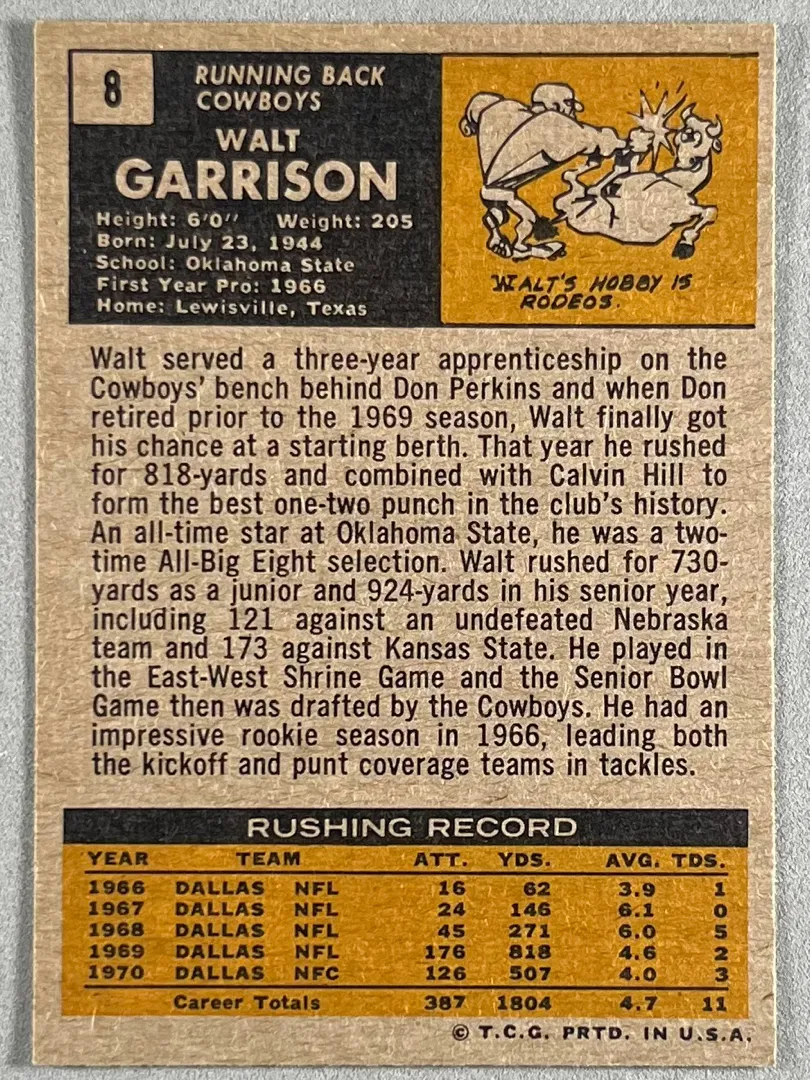 8
RUNNING BACK
COWBOYS
WALT
GARRISON
Height: 6'0" Weight: 205
Born: July 23, 1944
School: Oklahoma State
First Year Pro: 1966
Home: Lewisville, Texas
WALT'S HOBBY IS
RODEOS.
Walt served a three-year apprenticeship on the
Cowboys' bench behind Don Perkins and when Don
retired prior to the 1969 season, Walt finally got
his chance at a starting berth. That year he rushed
for 818-yards and combined with Calvin Hill to
form the best one-two punch in the club's history.
An all-time star at Oklahoma State, he was a two-
time All-Big Eight selection. Walt rushed for 730-
yards as a junior and 924-yards in his senior year,
including 121 against an undefeated Nebraska
team and 173 against Kansas State. He played in
the East-West Shrine Game and the Senior Bowl
Game then was drafted by the Cowboys. He had an
impressive rookie season in 1966, leading both
the kickoff and punt coverage teams in tackles.
RUSHING RECORD
YEAR TEAM ATT. YDS. AVG. TDS.
1966 DALLAS NFL 16 62 3.9 1
1967 DALLAS NFL 24 146 6.1 0
1968 DALLAS NFL 45 271 6.0 5
1969 DALLAS NFL 176 818 4.6 2
1970 DALLAS NFC 126 507 4.0 3
Career Totals 387 1804 4.7 11
© T.C.G. PRTD. IN U.S.A.